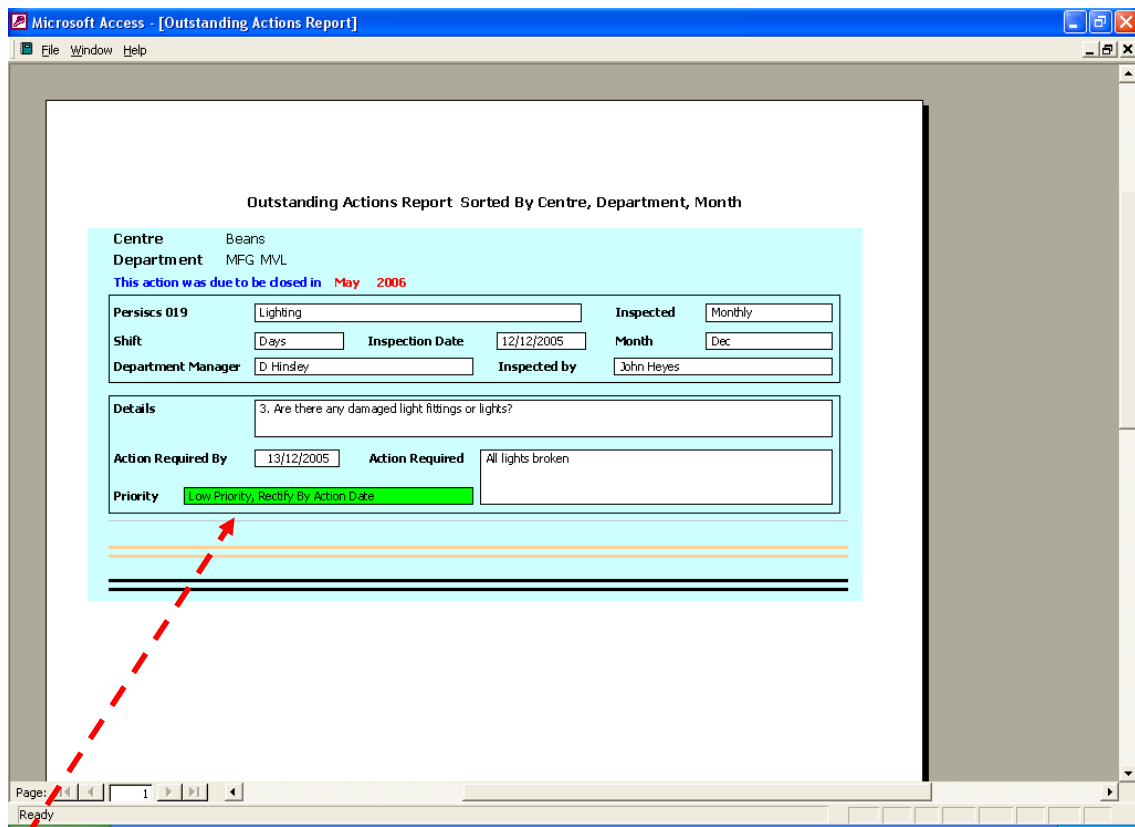 Microsoft Access - [Outstanding Actions Report]
File Window Help
Outstanding Actions Report Sorted By Centre, Department, Month
Centre Beans
Department MFG MVL
This action was due to be closed in May 2006
Persiscs 019 Lighting Inspected Monthly
Shift Days Inspection Date 12/12/2005 Month Dec
Department Manager D Hinsley Inspected by John Heyes
Details 3. Are there any damaged light fittings or lights?
Action Required By 13/12/2005 Action Required All lights broken
Priority Low Priority, Rectify By Action Date
Page: 1
Ready